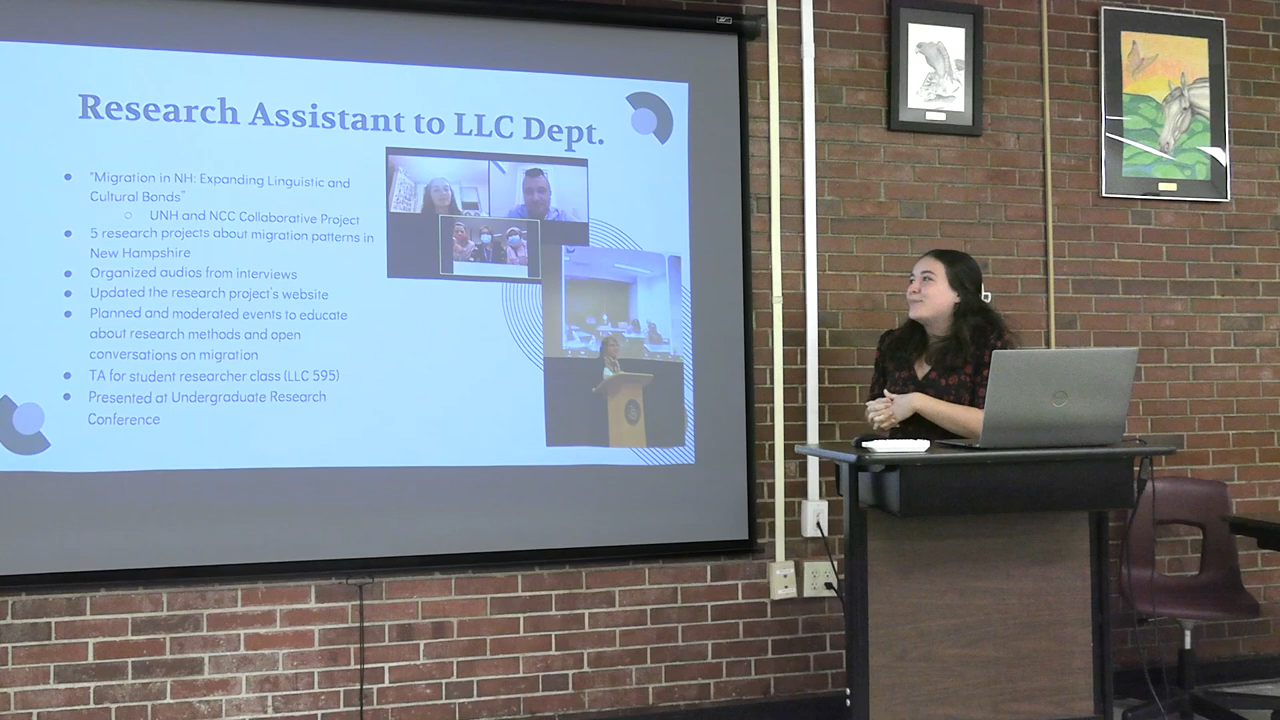 Research Assistant to LLC Dept.
"Migration in NH: Expanding Linguistic and
Cultural Bonds"
UNH and NCC Collaborative Project
5 research projects about migration patterns in
New Hampshire
Organized audios from interviews
Updated the research project's website
Planned and moderated events to educate
about research methods and open
conversations on migration
TA for student researcher class (LLC 595)
Presented at Undergraduate Research
Conference